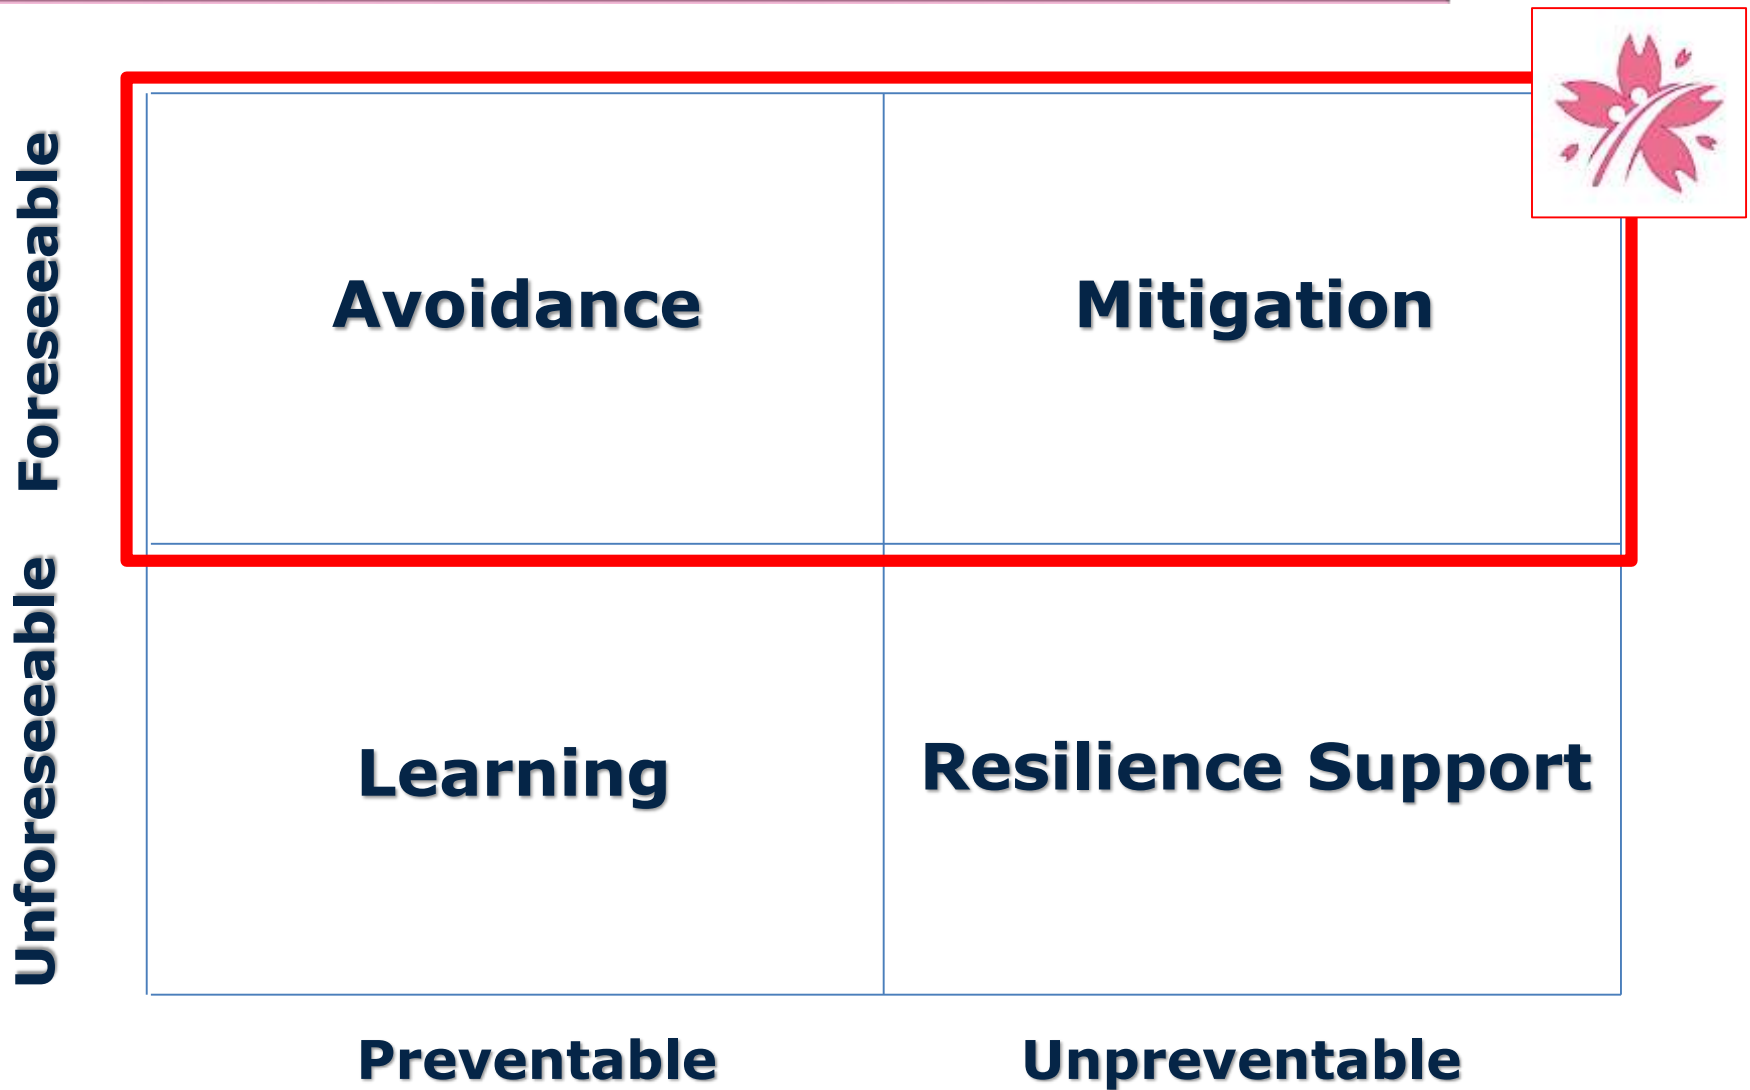 Foreseeable
Avoidance
Mitigation
Unforeseeable
Learning
Resilience Support
Preventable
Unpreventable